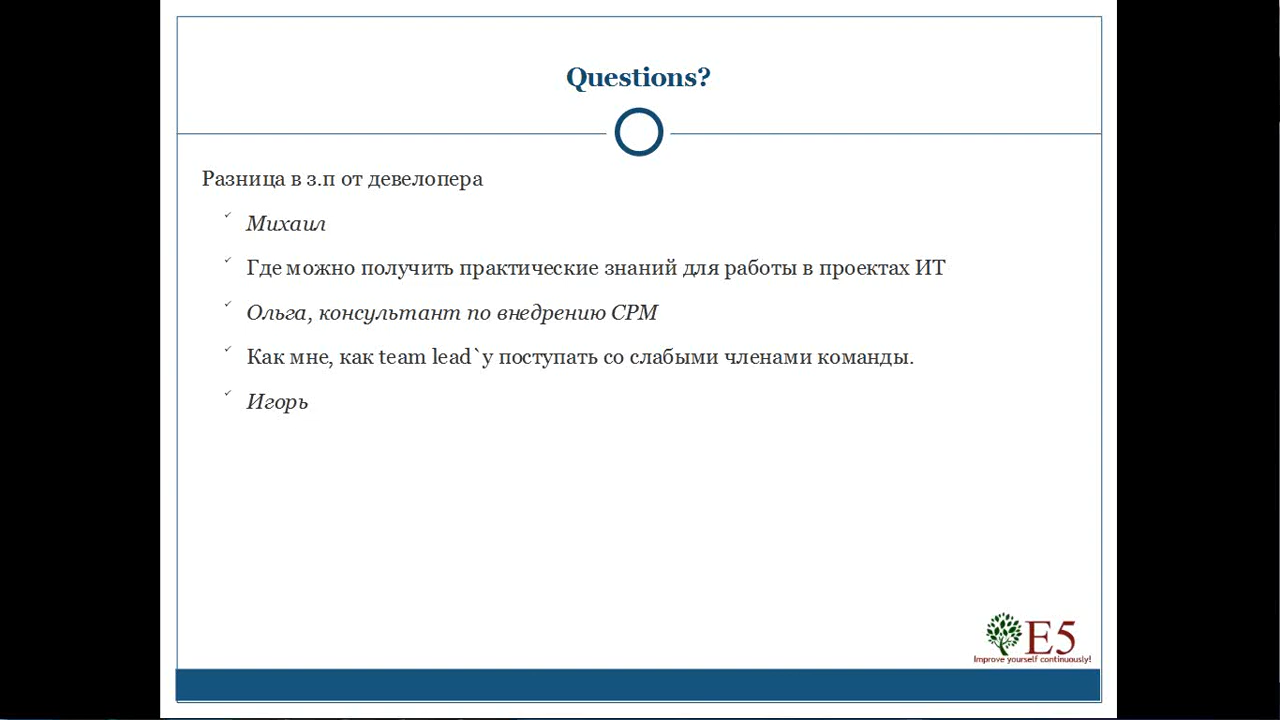 Questions?
Разница в з.п от девелопера
Михаил
Где можно получить практические знаний для работы в проектах ИТ
Ольга, консультант по внедрению СРМ
Как мне, как team lead`у поступать со слабыми членами команды.
Игорь
E5
Improve yourself continuously!